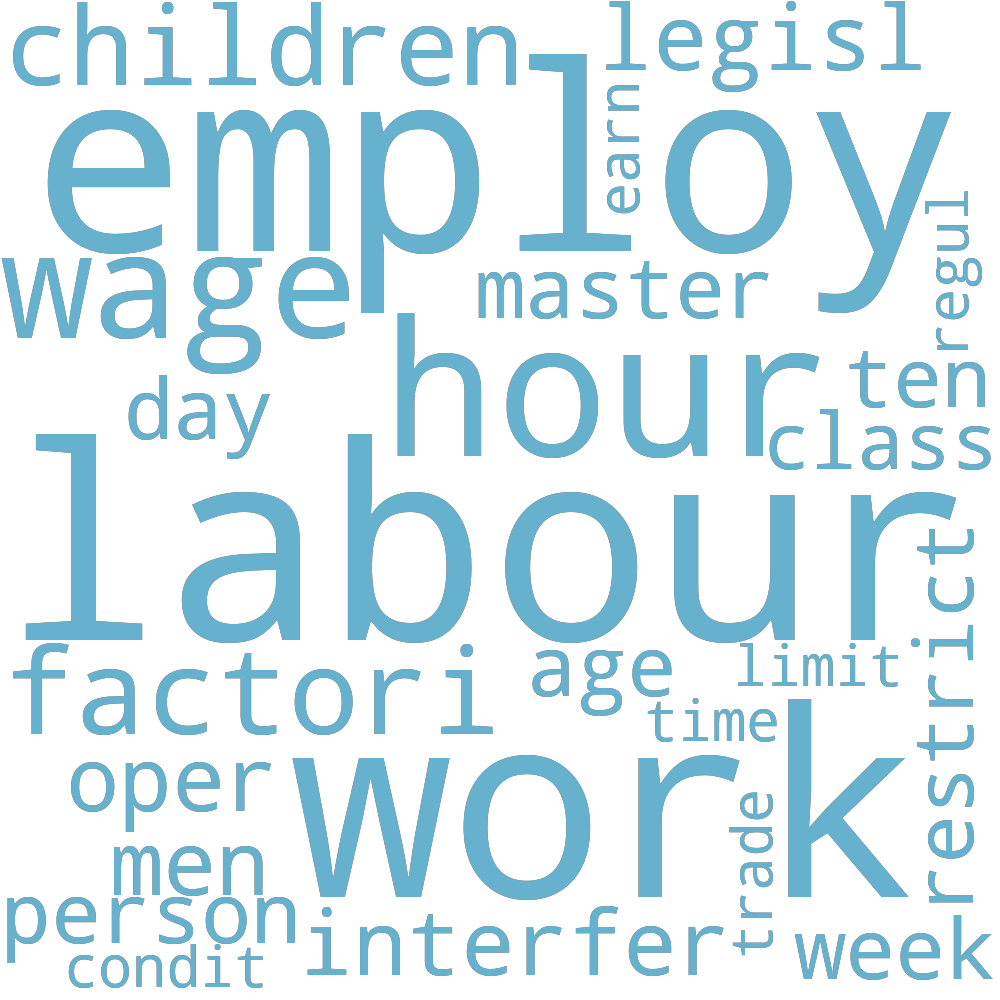 children
legisl
employ
earn
regul
wage
master
hour
ten
day
class
labour
restrict
factori
age
limit
time
work
oper
trade
men
person
interfer
week
condit